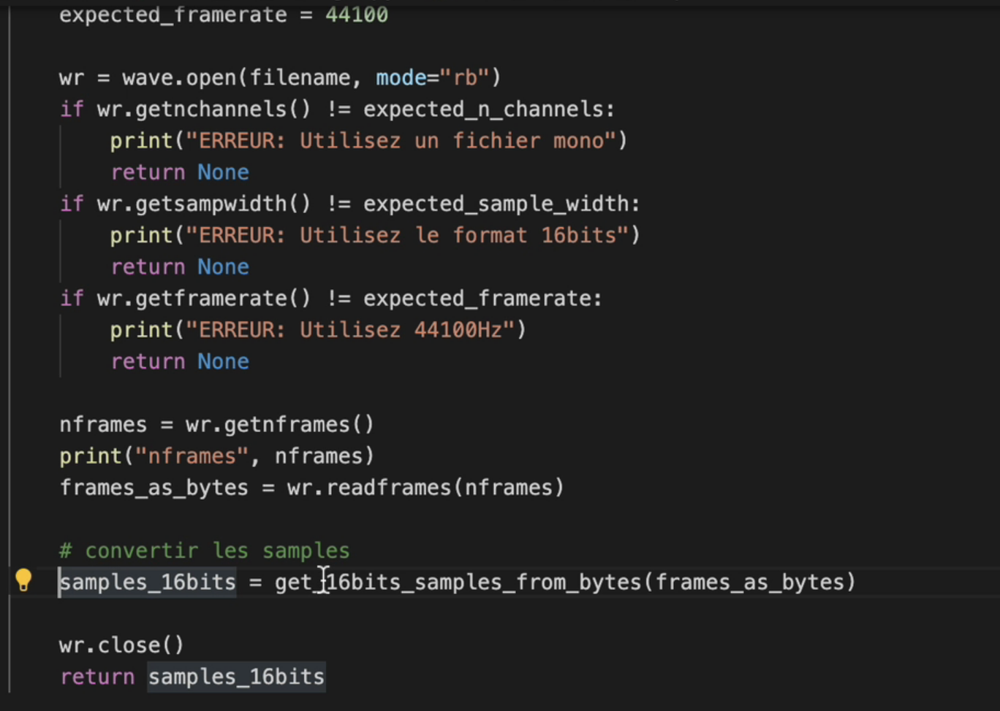 expected_framerate = 44100
wr = wave.open(filename, mode="rb")
if wr.getnchannels() != expected_n_channels:
print("ERREUR: Utilisez un fichier mono")
return None
if wr.getsampwidth() != expected_sample_width:
print("ERREUR: Utilisez le format 16bits")
return None
if wr.getframerate() != expected_framerate:
print("ERREUR: Utilisez 44100Hz")
return None
nframes = wr.getnframes()
print("nframes", nframes)
frames_as_bytes = wr.readframes(nframes)
# convertir les samples
samples_16bits = get_16bits_samples_from_bytes(frames_as_bytes)
wr.close()
return samples_16bits